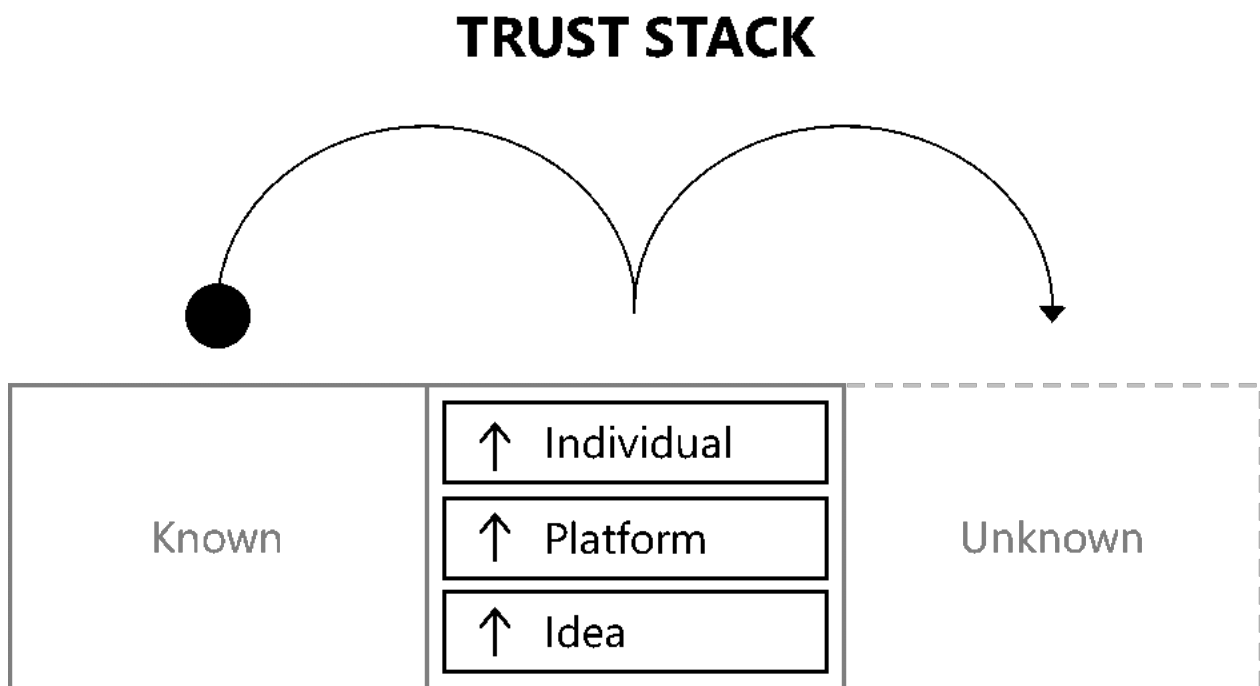 TRUST STACK
Known
Individual
Platform
Idea
Unknown